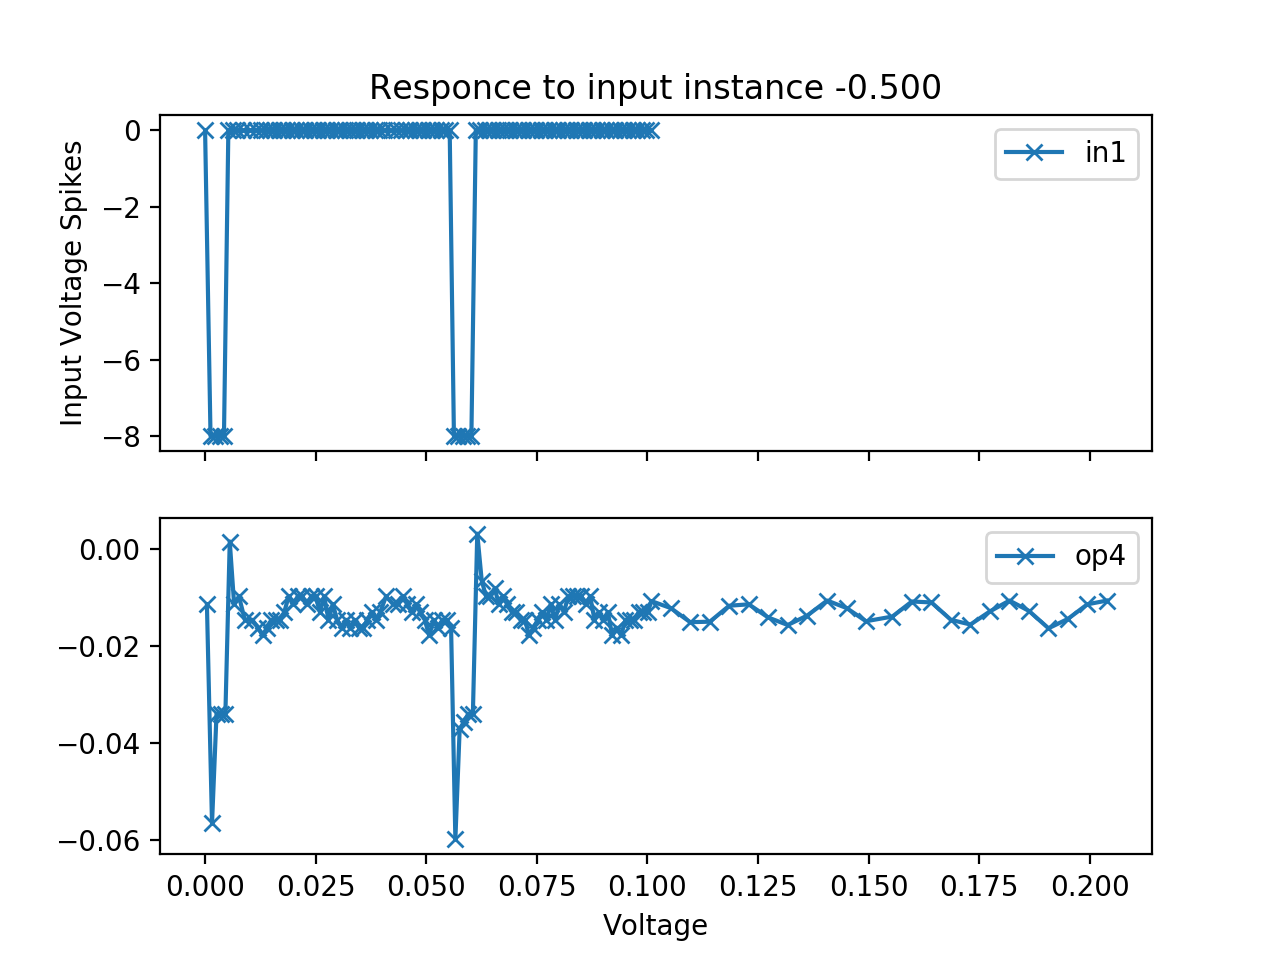 Responce to input instance -0.500
Input Voltage Spikes
0
−2
−4
−6
−8
in1
0.00
−0.02
−0.04
−0.06
op4
0.000 0.025 0.050 0.075 0.100 0.125 0.150 0.175 0.200
Voltage